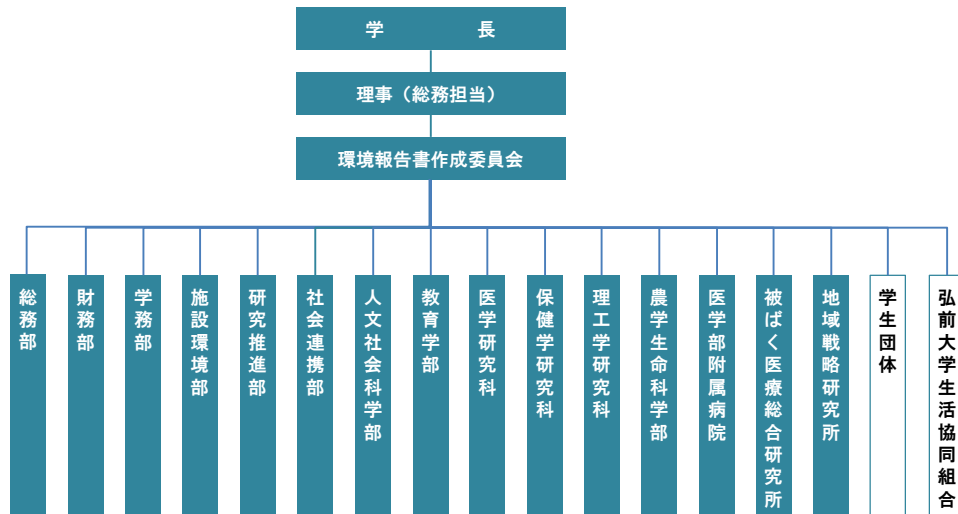 学　　　　　長
理事（総務担当）
環境報告書作成委員会
総務部
財務部
学務部
施設環境部
研究推進部
社会連携部
人文社会科学部
教育学部
医学研究科
保健学研究科
理工学研究科
農学生命科学部
医学部附属病院
被ばく医療総合研究所
地域戦略研究所
学生団体
弘前大学生活協同組合